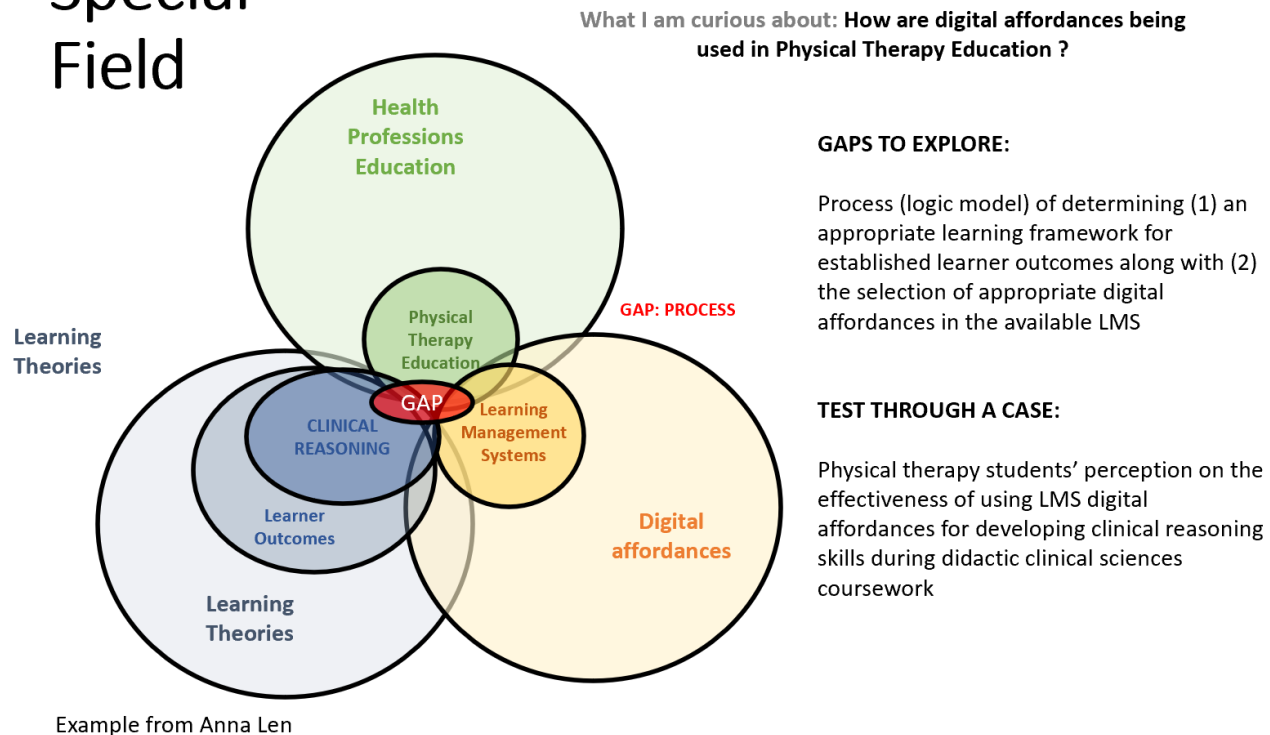 Special
Field
What I am curious about: How are digital affordances being
used in Physical Therapy Education ?
Health
Professions
Education
GAPS TO EXPLORE:
Process (logic model) of determining (1) an
appropriate learning framework for
established learner outcomes along with (2)
the selection of appropriate digital
affordances in the available LMS
GAP: PROCESS
Physical
Therapy
Education
Learning
Theories
GAP
CLINICAL
REASONING
Learning
Management
Systems
Learner
Outcomes
Digital
affordances
Learning
Theories
TEST THROUGH A CASE:
Physical therapy students’ perception on the
effectiveness of using LMS digital
affordances for developing clinical reasoning
skills during didactic clinical sciences
coursework
Example from Anna Len